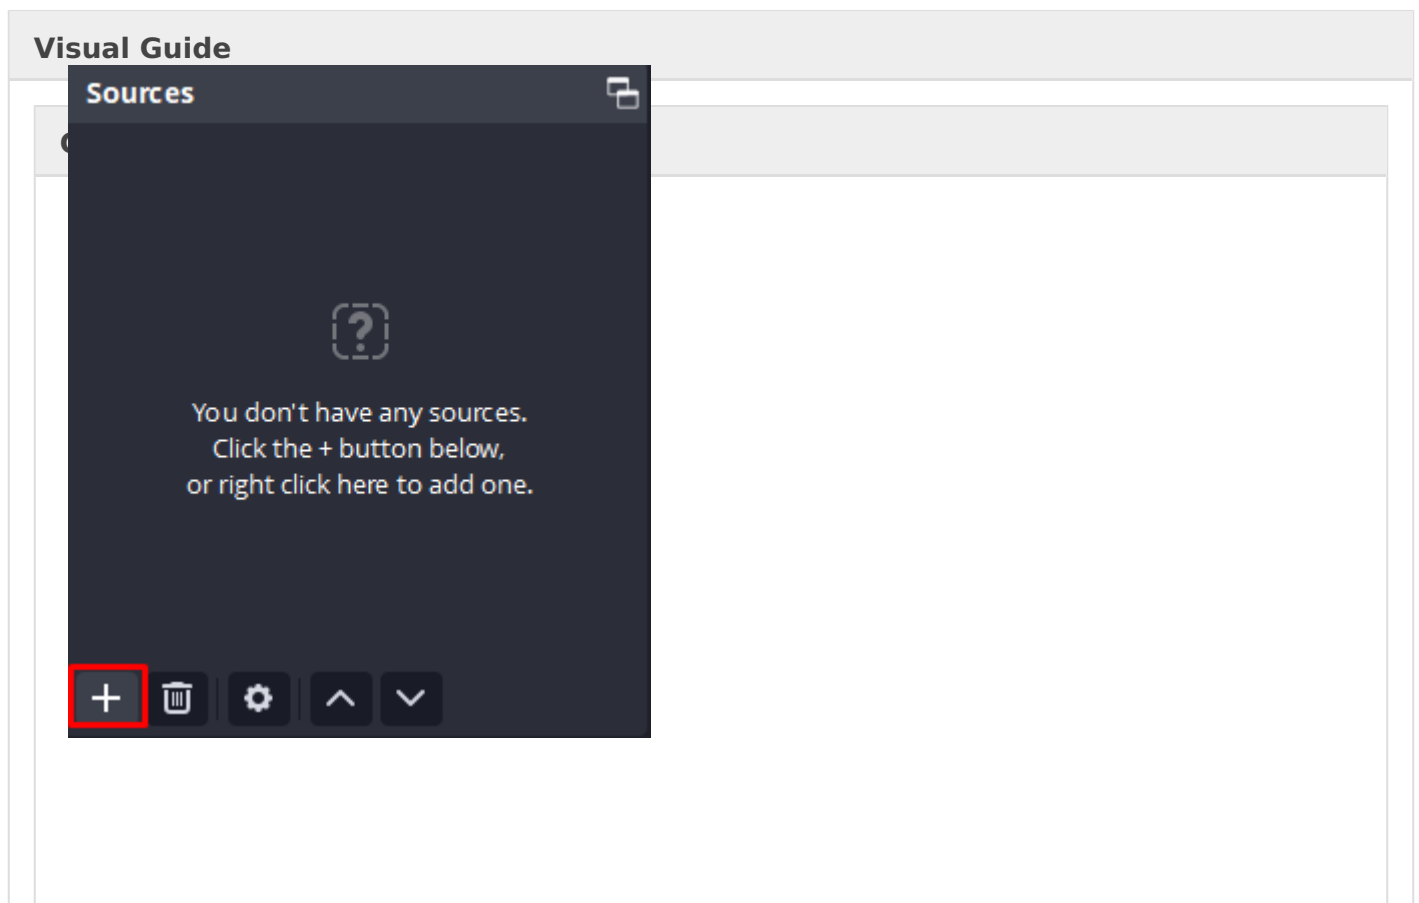 Visual Guide
Sources
You don't have any sources.
Click the + button below,
or right click here to add one.